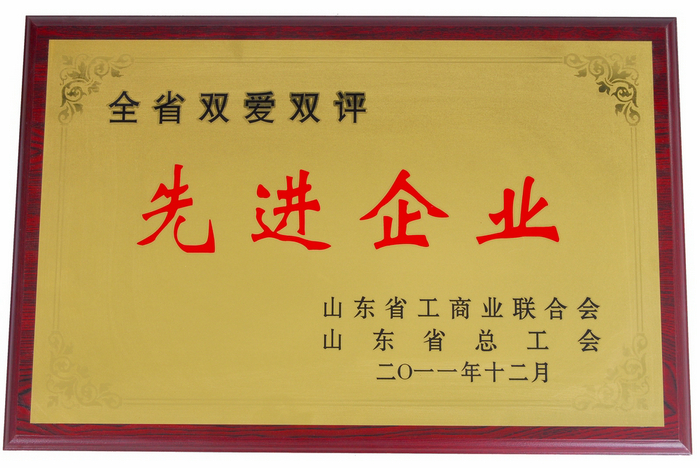 全省双爱双评
先进企业
山东省工商业联合会
山东省总工会
二〇一一年十二月